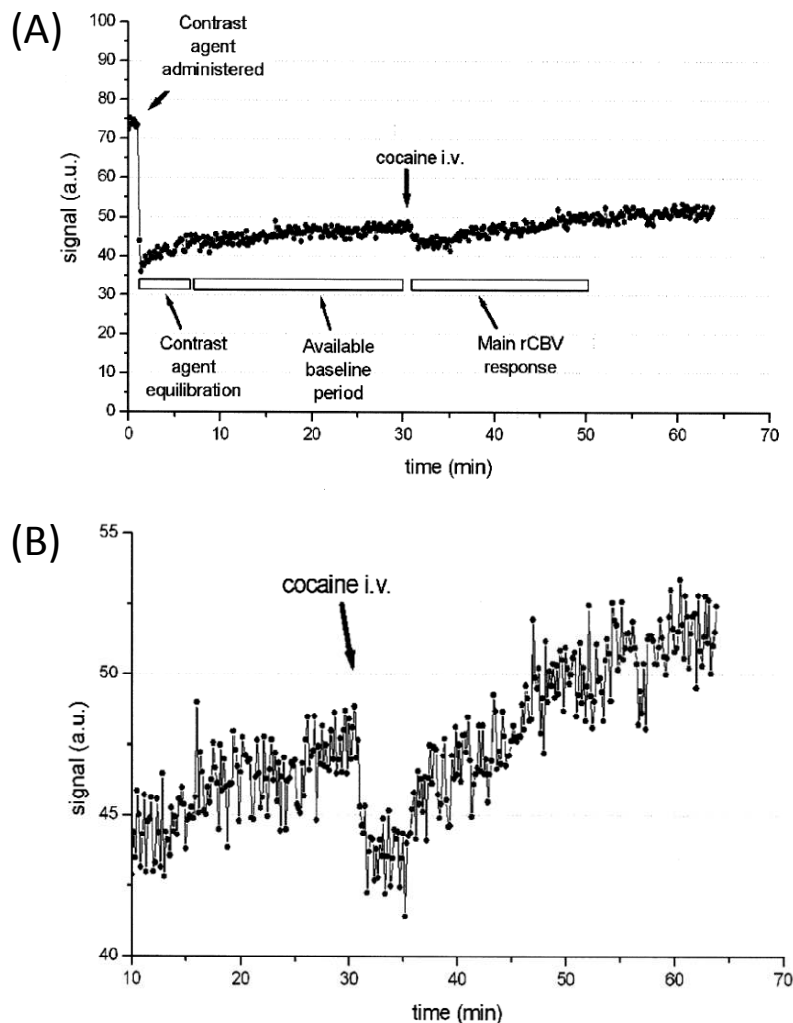 (A)
Contrast
agent
administered
100
90
80
70
60
50
40
30
20
10
0
signal (a.u.)
cocaine i.v.
Contrast
agent
equilibration
Available
baseline
period
Main rCBV
response
0 10 20 30 40 50 60 70
time (min)
(B)
55
50
45
40
signal (a.u.)
cocaine i.v.
10 20 30 40 50 60 70
time (min)